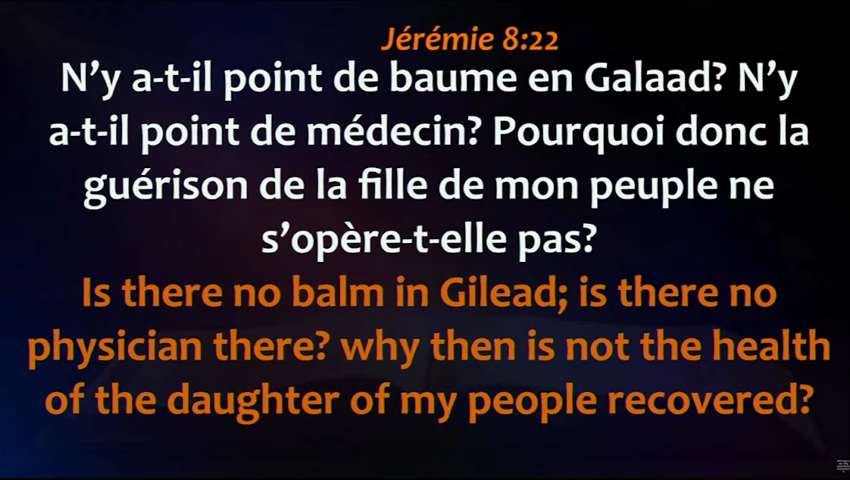 Jérémie 8:22
N’y a-t-il point de baume en Galaad? N’y
a-t-il point de médecin? Pourquoi donc la
guérison de la fille de mon peuple ne
s’opère-t-elle pas?
Is there no balm in Gilead; is there no
physician there? why then is not the health
of the daughter of my people recovered?